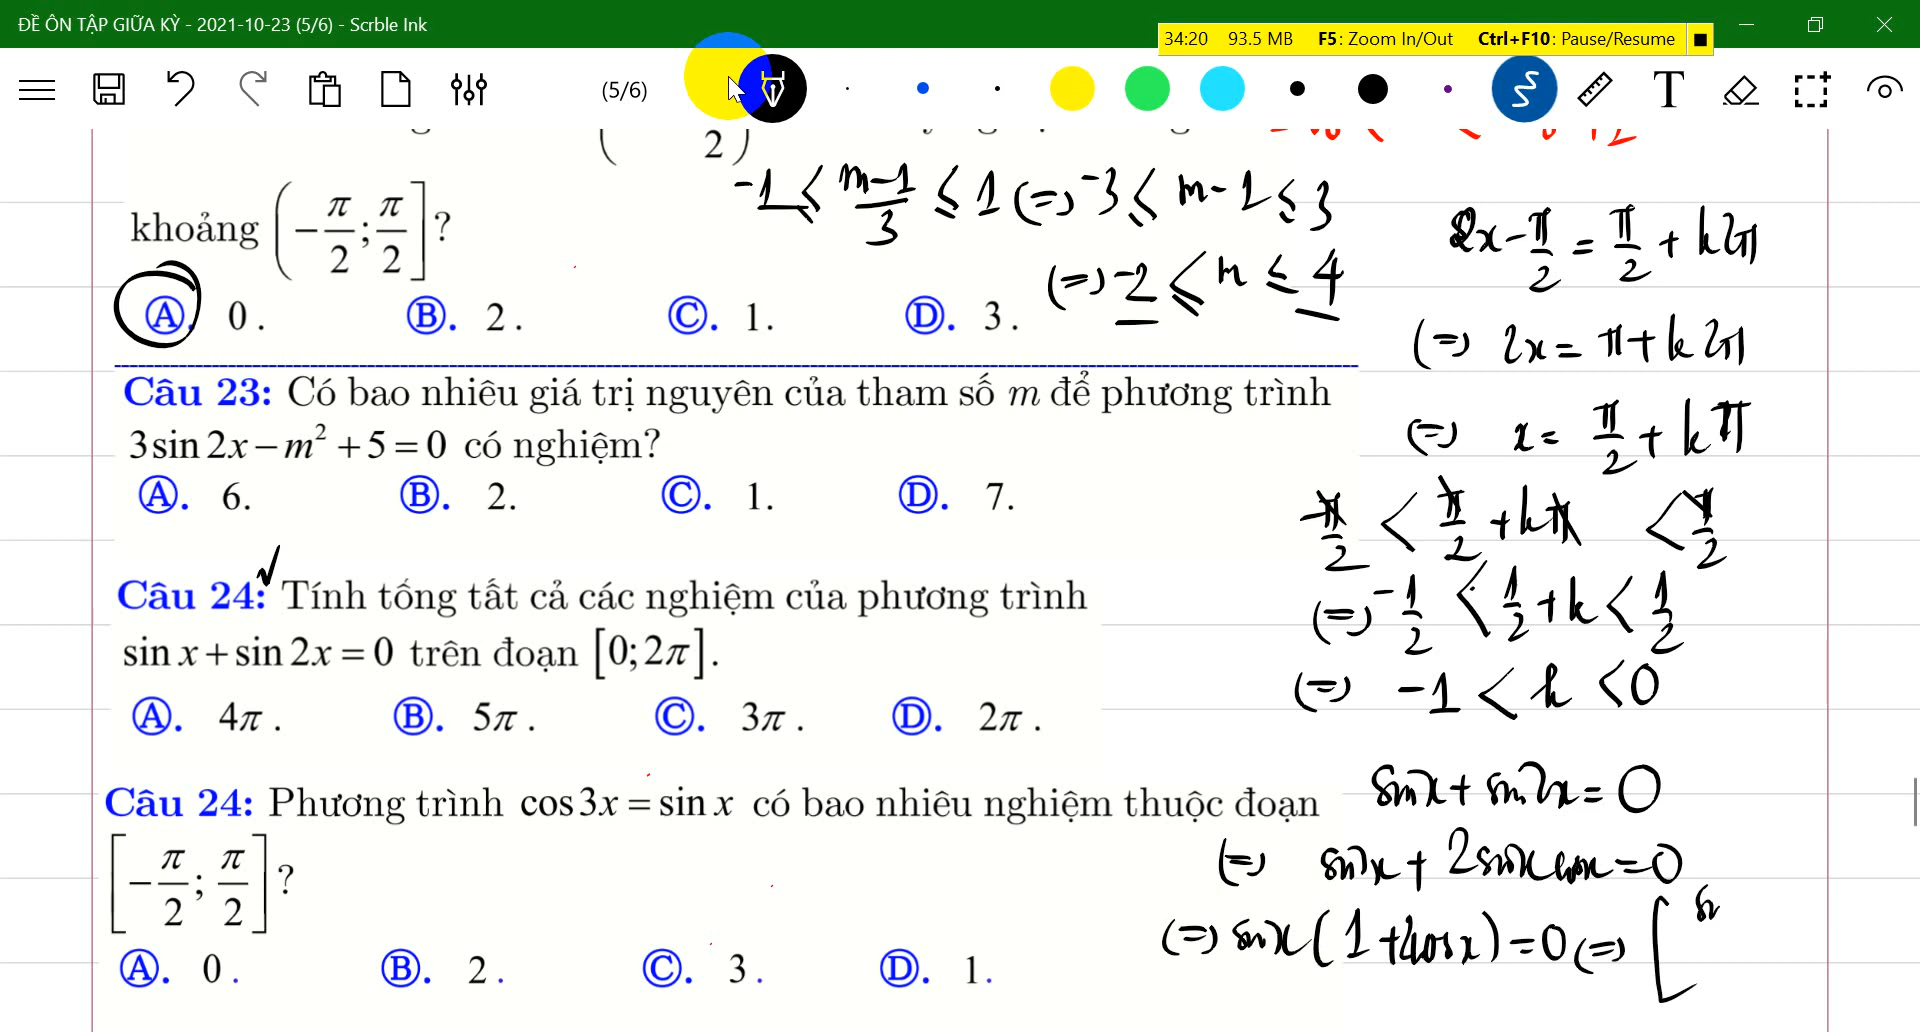 ĐỀ ÔN TẬP GIỮA KỲ - 2021-10-23 (5/6) - Scrble Ink
34:20 93.5 MB F5: Zoom In/Out Ctrl+F10: Pause/Resume
(5/6) T
2)
khoảng (-π/2; π/2]?
A. 0. B. 2. C. 1. D. 3.
-1 ≤ (m-1)/3 ≤ 1 (=) -3 ≤ m-1 ≤ 3
(=) -2 ≤ m ≤ 4
2x - π/2 = π/2 + k2π
(=) 2x = π + k2π
(=) x = π/2 + kπ
-π/2 < π/2 + kπ < π/2
(=) -1/2 < 1/2 + k < 1/2
(=) -1 < k < 0
Câu 23: Có bao nhiêu giá trị nguyên của tham số m để phương trình
3sin2x - m² + 5 = 0 có nghiệm?
A. 6. B. 2. C. 1. D. 7.
Câu 24: Tính tổng tất cả các nghiệm của phương trình
sin x + sin 2x = 0 trên đoạn [0; 2π].
A. 4π. B. 5π. C. 3π. D. 2π.
sinx + sin2x = 0
(=) sinx + 2sinx cosx = 0
(=) sinx(1 + 2cosx) = 0 (=) [ si
Câu 24: Phương trình cos3x = sin x có bao nhiêu nghiệm thuộc đoạn
[-π/2; π/2]?
A. 0. B. 2. C. 3. D. 1.